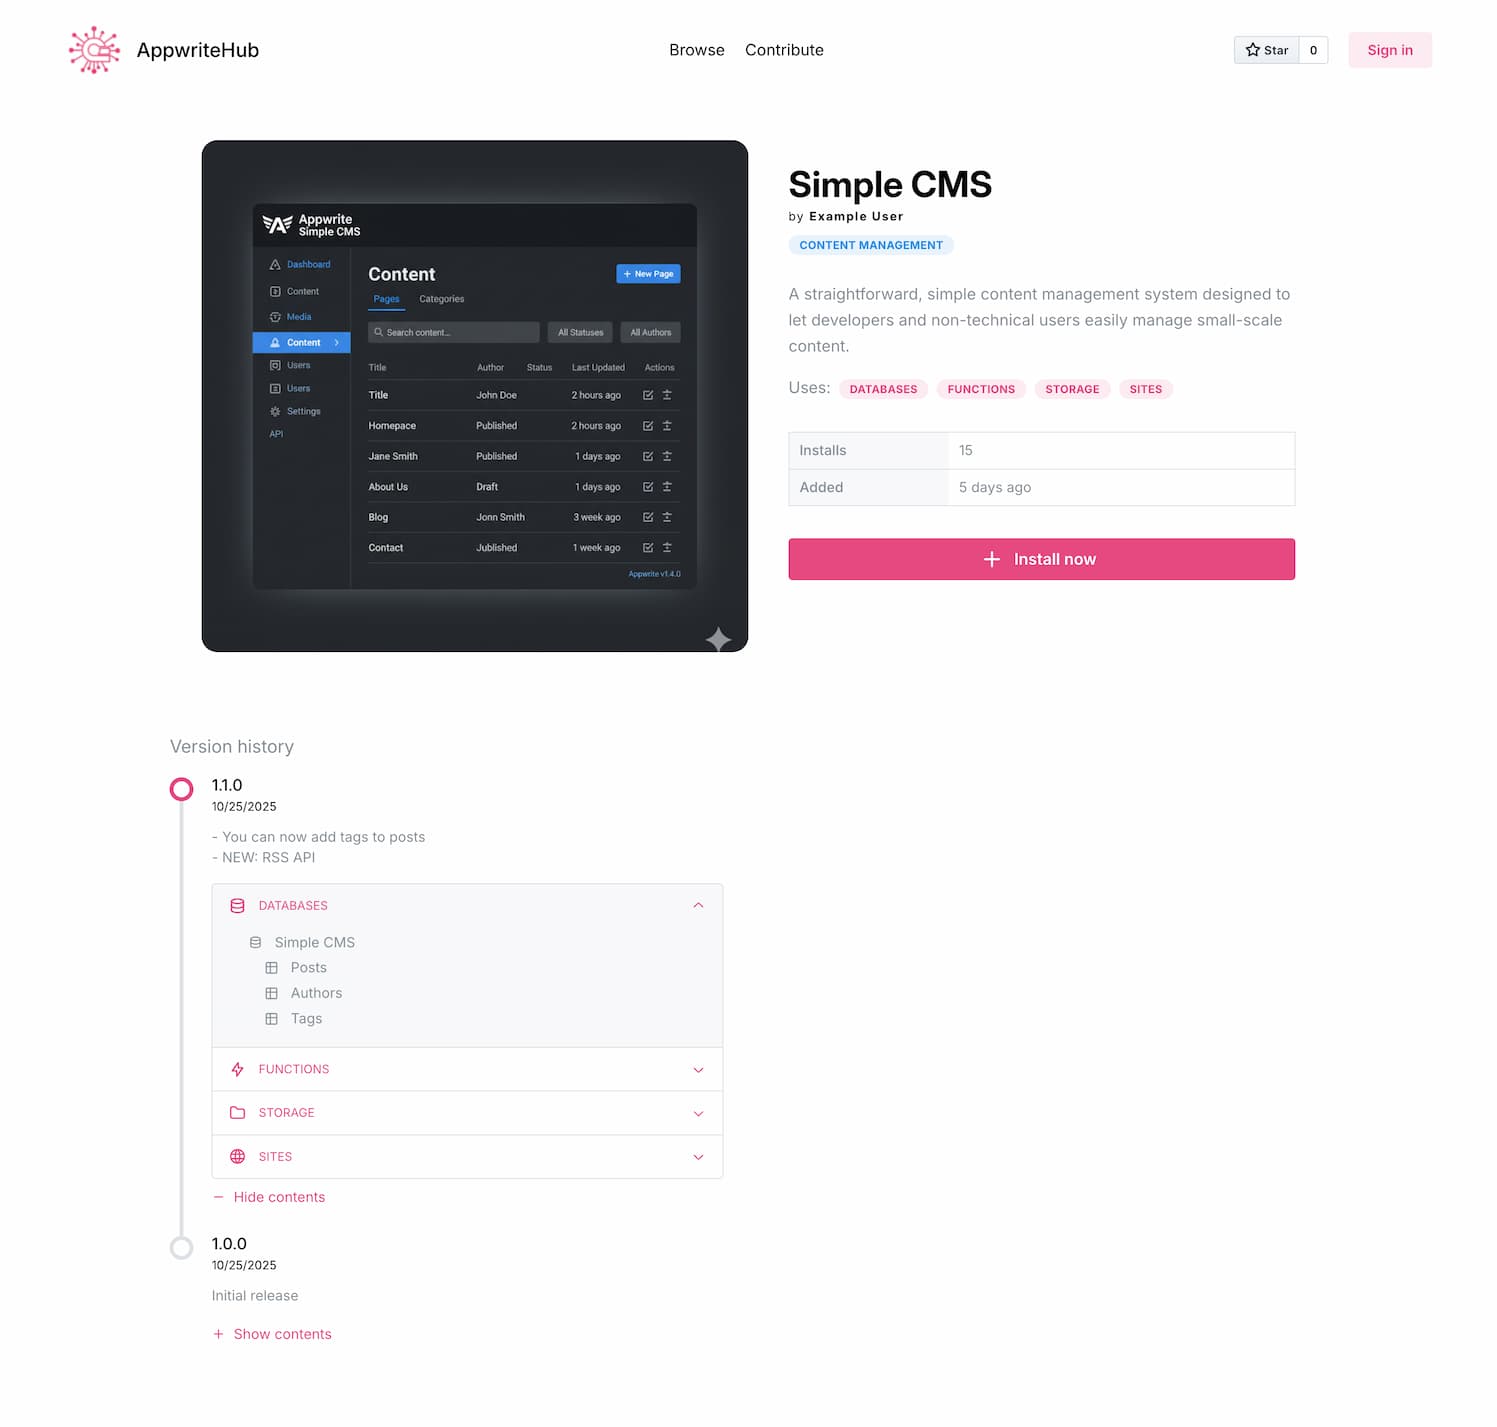 AppwriteHub
Browse Contribute
Star 0
Sign in
Appwrite
Simple CMS
Dashboard
Content
Media
Content
Users
Users
Settings
API
Content
+ New Page
Pages Categories
Search content...
All Statuses
All Authors
Title Author Status Last Updated Actions
Title John Doe 2 hours ago
Homepace Published 2 hours ago
Jane Smith Published 1 days ago
About Us Draft 1 days ago
Blog Jonn Smith 3 week ago
Contact Jublished 1 week ago
Appwrite v1.4.0
Simple CMS
by Example User
CONTENT MANAGEMENT
A straightforward, simple content management system designed to
let developers and non-technical users easily manage small-scale
content.
Uses: DATABASES FUNCTIONS STORAGE SITES
Installs 15
Added 5 days ago
+ Install now
Version history
1.1.0
10/25/2025
- You can now add tags to posts
- NEW: RSS API
DATABASES
Simple CMS
Posts
Authors
Tags
FUNCTIONS
STORAGE
SITES
− Hide contents
1.0.0
10/25/2025
Initial release
+ Show contents